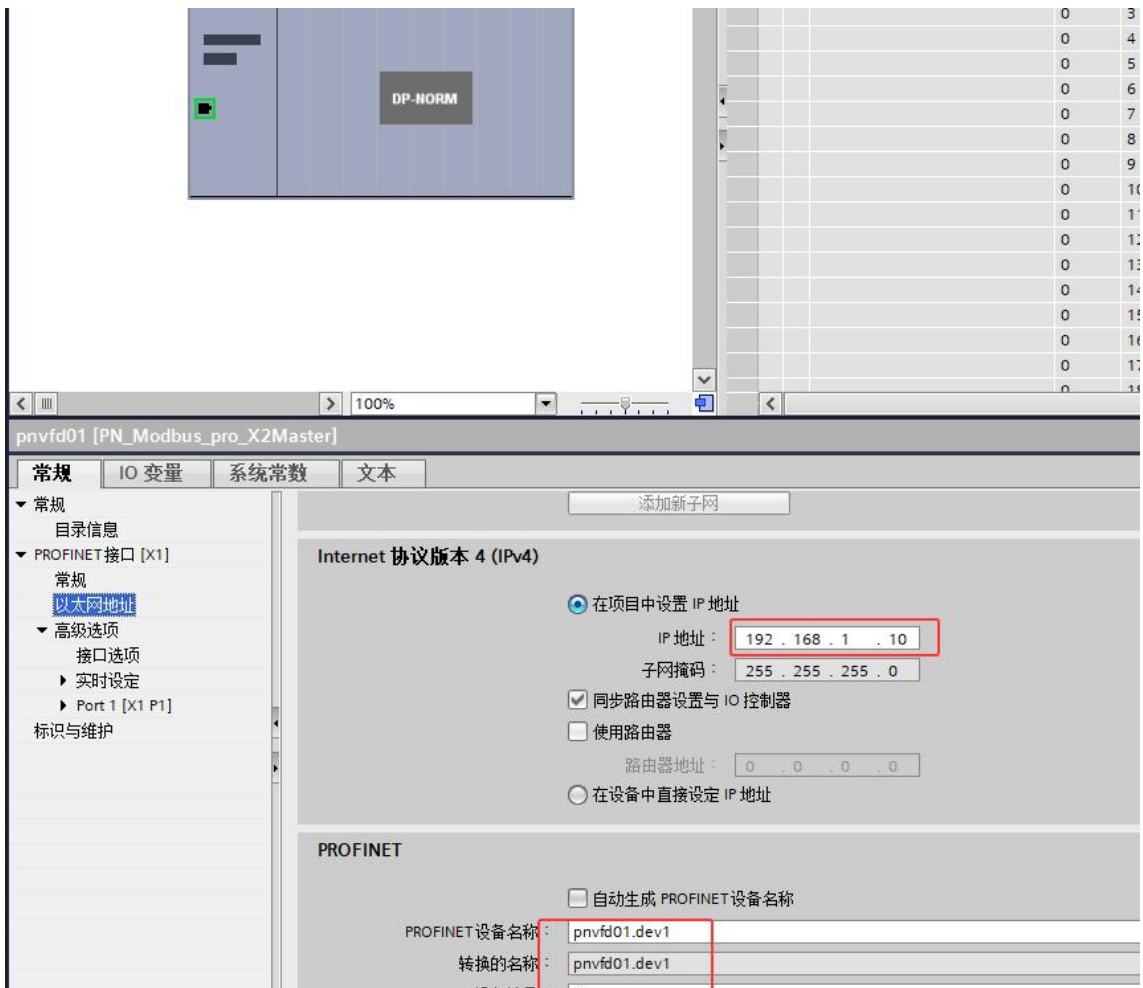 0 3
0 4
0 5
DP-NORM
0 6
0 7
0 8
0 9
0 10
0
0
0
0
0
0
0 17
100%
pnvfd01 [PN_Modbus_pro_X2Master]
常规 IO 变量 系统常数 文本
常规
目录信息
PROFINET接口 [X1]
常规
以太网地址
高级选项
接口选项
实时设定
Port 1 [X1 P1]
标识与维护
添加新子网
Internet 协议版本 4 (IPv4)
在项目中设置 IP 地址
IP 地址: 192 . 168 . 1 . 10
子网掩码: 255 . 255 . 255 . 0
同步路由器设置与 IO 控制器
使用路由器
路由器地址: 0 . 0 . 0 . 0
在设备中直接设定 IP 地址
PROFINET
自动生成 PROFINET设备名称
PROFINET设备名称: pnvfd01.dev1
转换的名称: pnvfd01.dev1